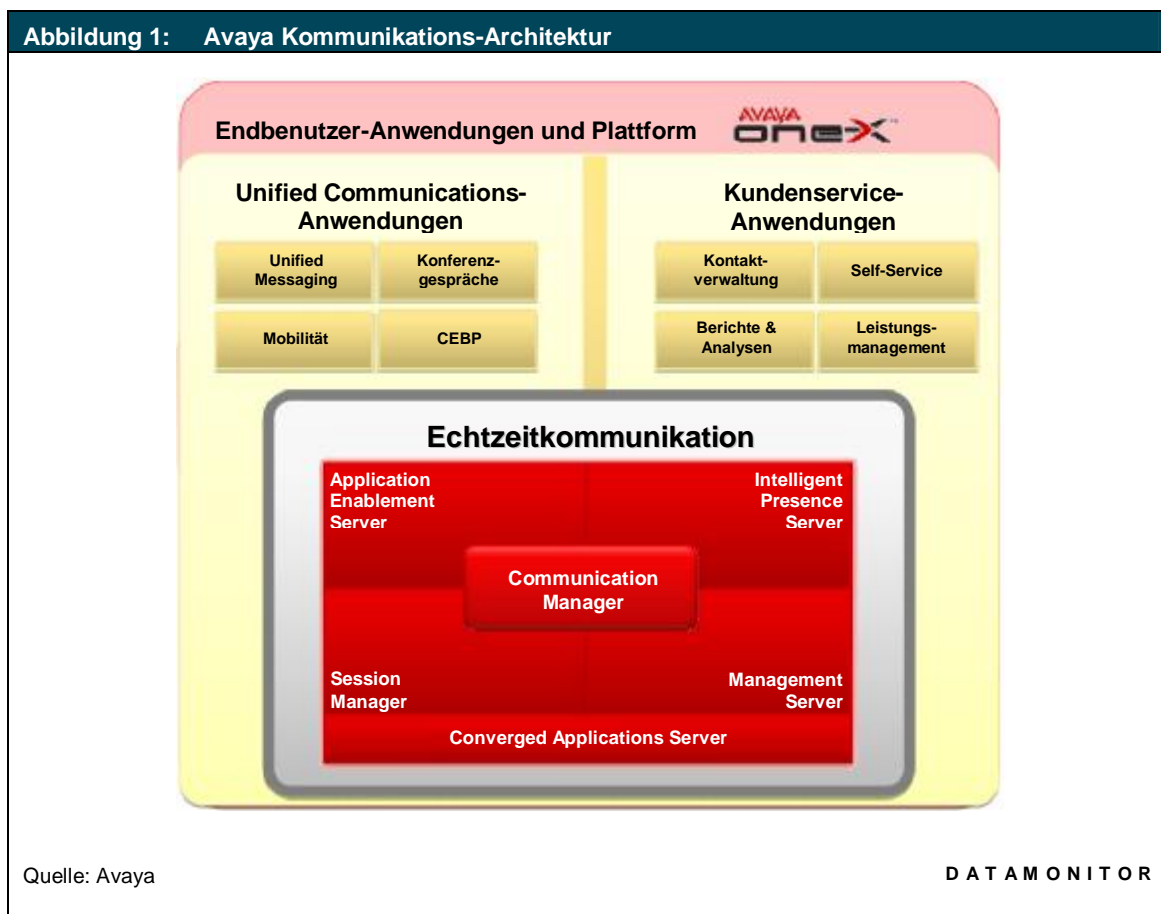 Abbildung 1: Avaya Kommunikations-Architektur
Endbenutzer-Anwendungen und Plattform
AVAYA
one-X™
Unified Communications-
Anwendungen
Unified
Messaging
Konferenz-
gespräche
Mobilität
CEBP
Kundenservice-
Anwendungen
Kontakt-
verwaltung
Self-Service
Berichte &
Analysen
Leistungs-
management
Echtzeitkommunikation
Application
Enablement
Server
Intelligent
Presence
Server
Communication
Manager
Session
Manager
Management
Server
Converged Applications Server
Quelle: Avaya
DATAMONITOR